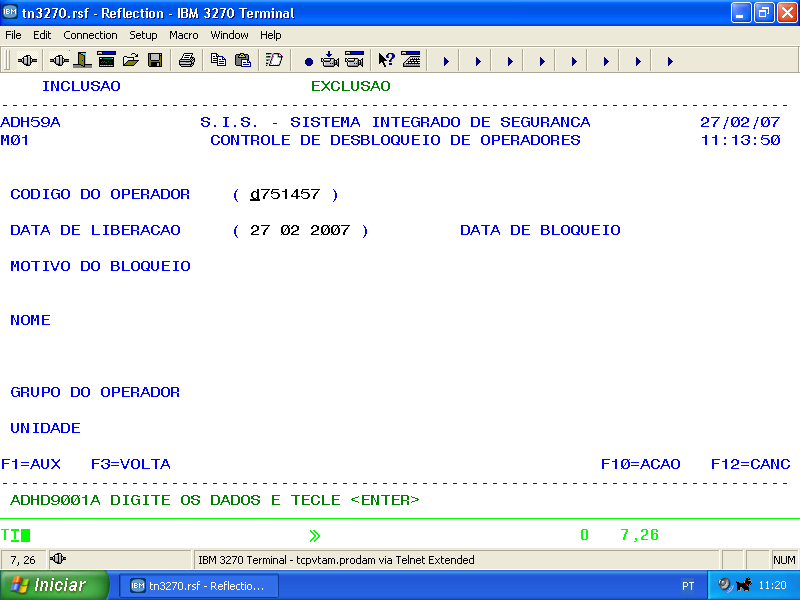 IBM tn3270.rsf - Reflection - IBM 3270 Terminal
File Edit Connection Setup Macro Window Help
INCLUSAO EXCLUSAO
ADH59A S.I.S. - SISTEMA INTEGRADO DE SEGURANCA 27/02/07
M01 CONTROLE DE DESBLOQUEIO DE OPERADORES 11:13:50
CODIGO DO OPERADOR ( d751457 )
DATA DE LIBERACAO ( 27 02 2007 ) DATA DE BLOQUEIO
MOTIVO DO BLOQUEIO
NOME
GRUPO DO OPERADOR
UNIDADE
F1=AUX F3=VOLTA F10=ACAO F12=CANC
ADHD9001A DIGITE OS DADOS E TECLE <ENTER>
TI >> 0 7,26
7, 26 IBM 3270 Terminal - tcpvtam.prodam via Telnet Extended NUM
Iniciar IBM tn3270.rsf - Reflectio... PT 11:20